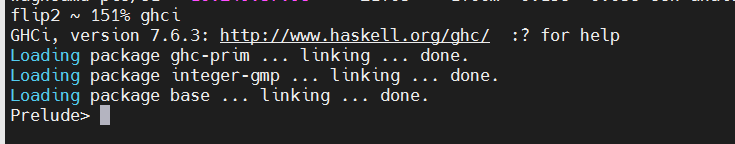 flip2 ~ 151% ghci
GHCi, version 7.6.3: http://www.haskell.org/ghc/  :? for help
Loading package ghc-prim ... linking ... done.
Loading package integer-gmp ... linking ... done.
Loading package base ... linking ... done.
Prelude>